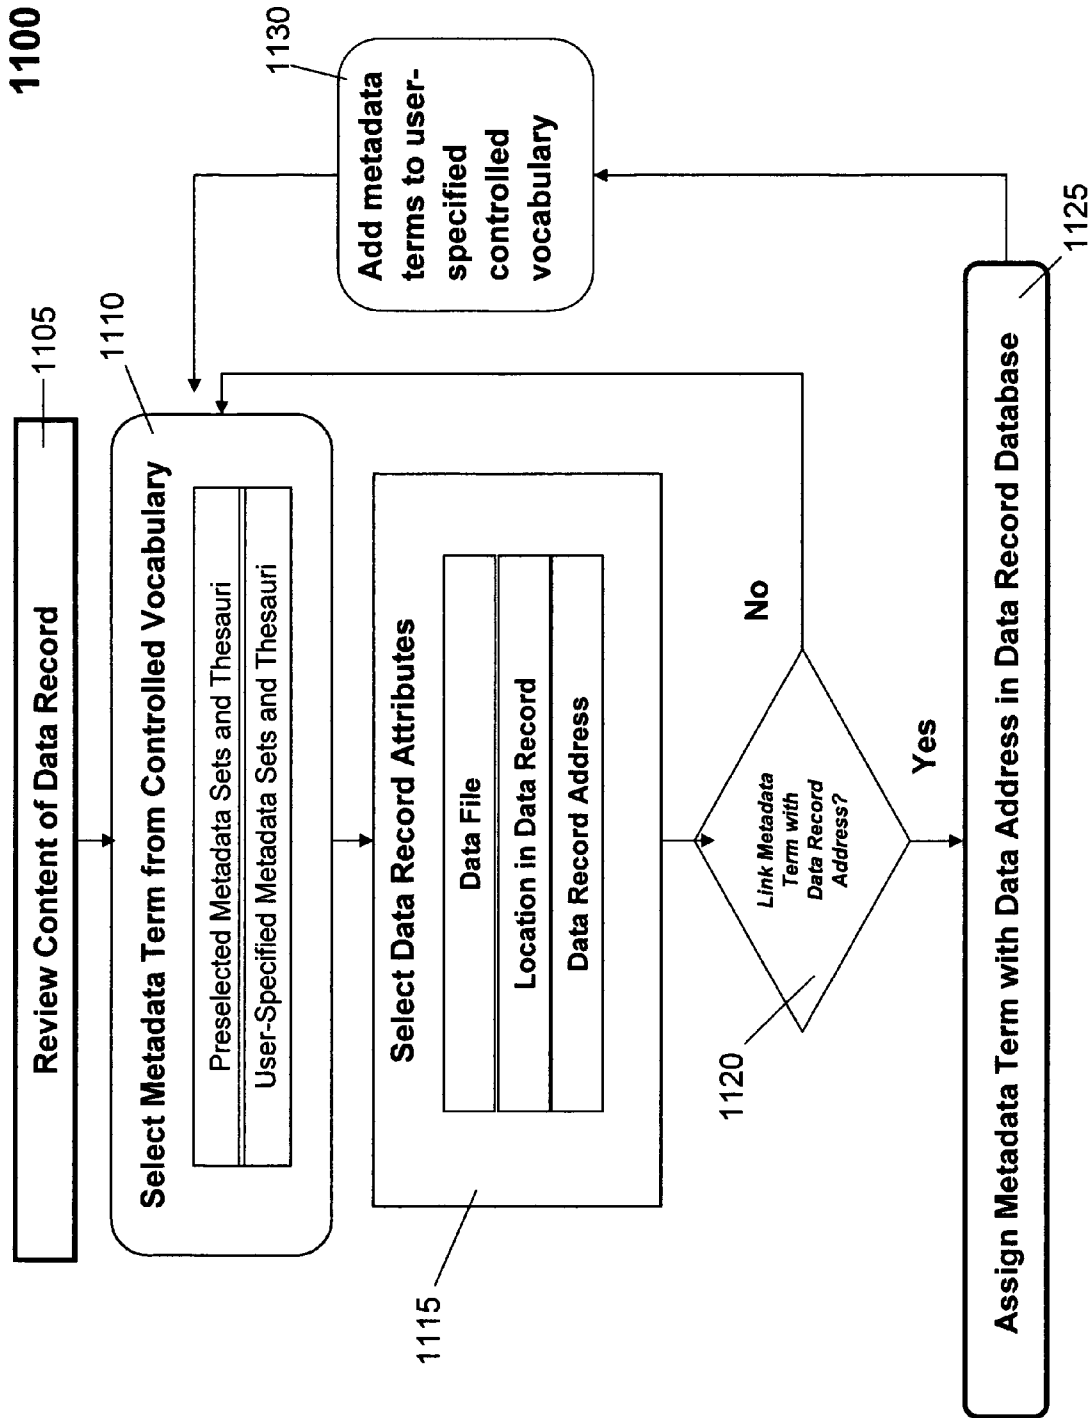 1100
Review Content of Data Record
1105
Select Metadata Term from Controlled Vocabulary
1110
Preselected Metadata Sets and Thesauri
User-Specified Metadata Sets and Thesauri
Select Data Record Attributes
Data File
Location in Data Record
Data Record Address
1115
Link Metadata
Term with
Data Record
Address?
1120
No
Yes
Assign Metadata Term with Data Address in Data Record Database
1125
Add metadata
terms to user-
specified
controlled
vocabulary
1130